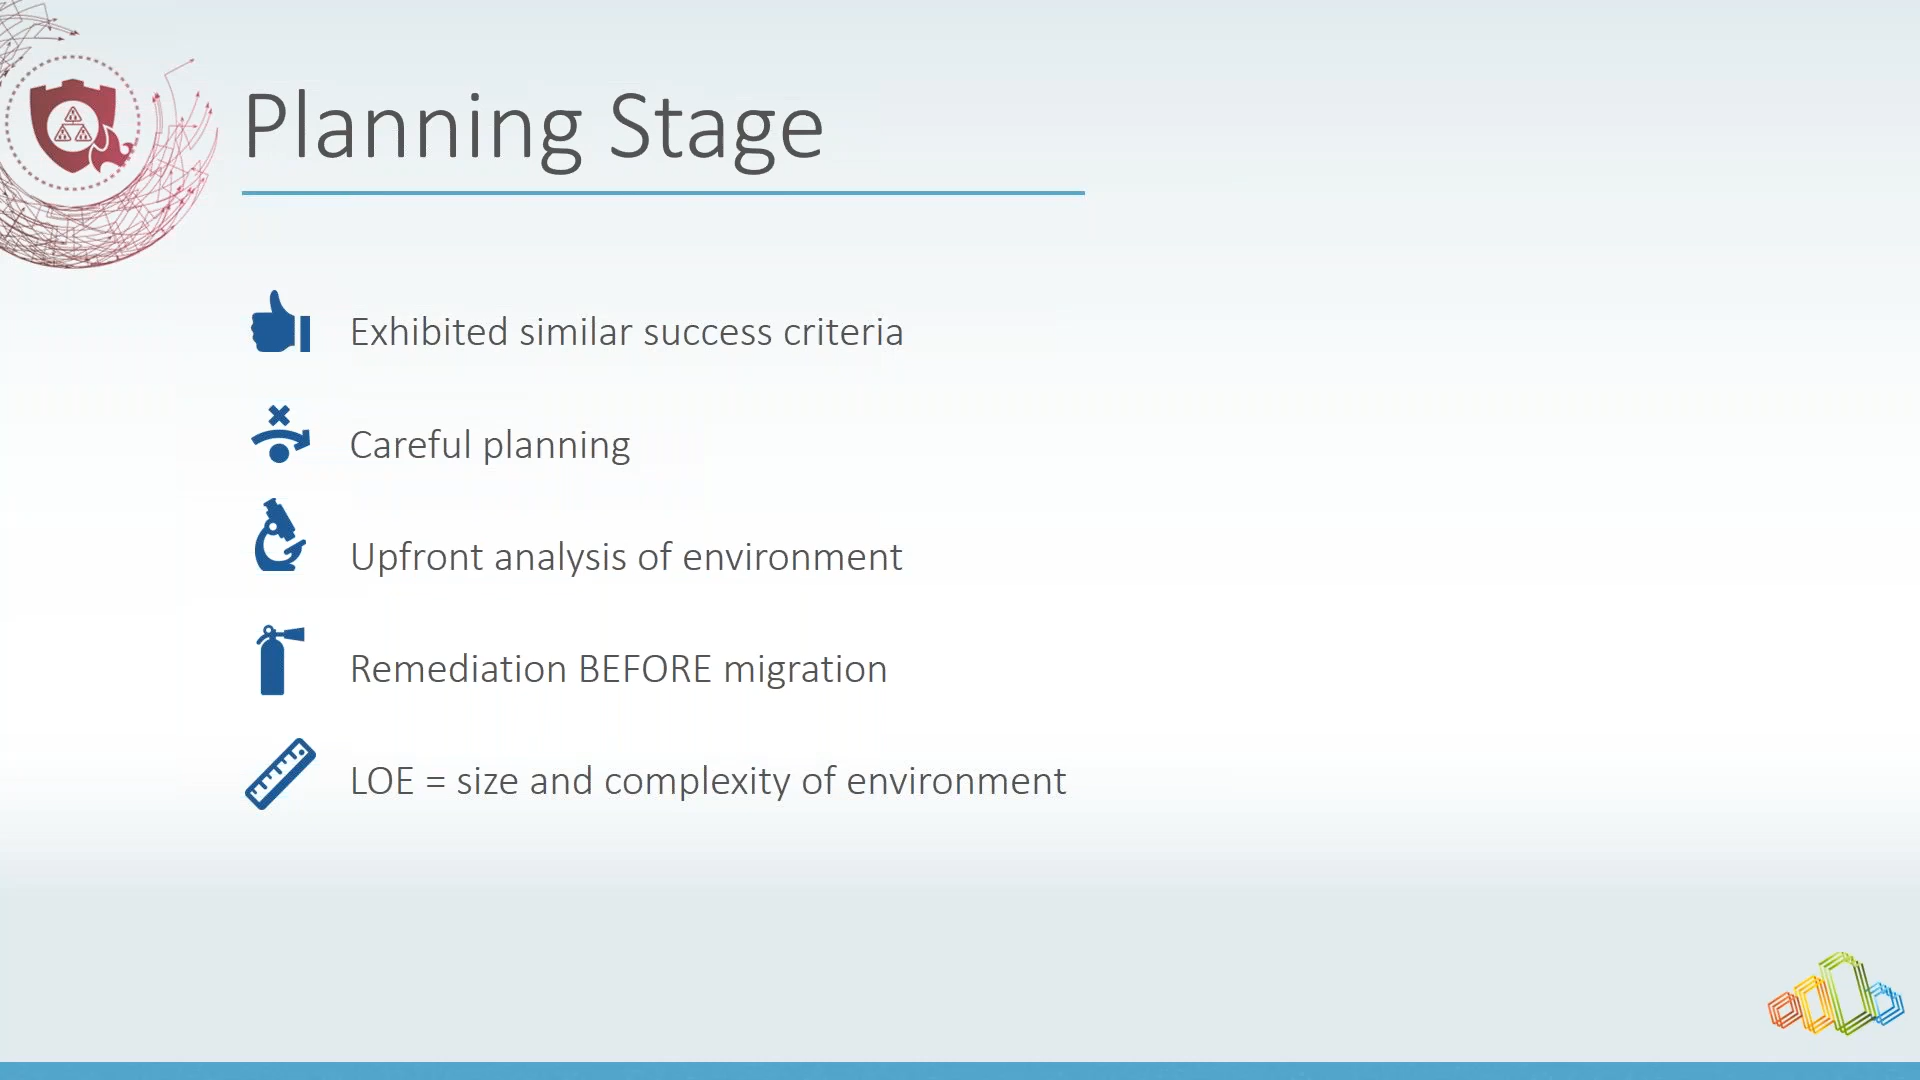 Planning Stage
Exhibited similar success criteria
Careful planning
Upfront analysis of environment
Remediation BEFORE migration
LOE = size and complexity of environment